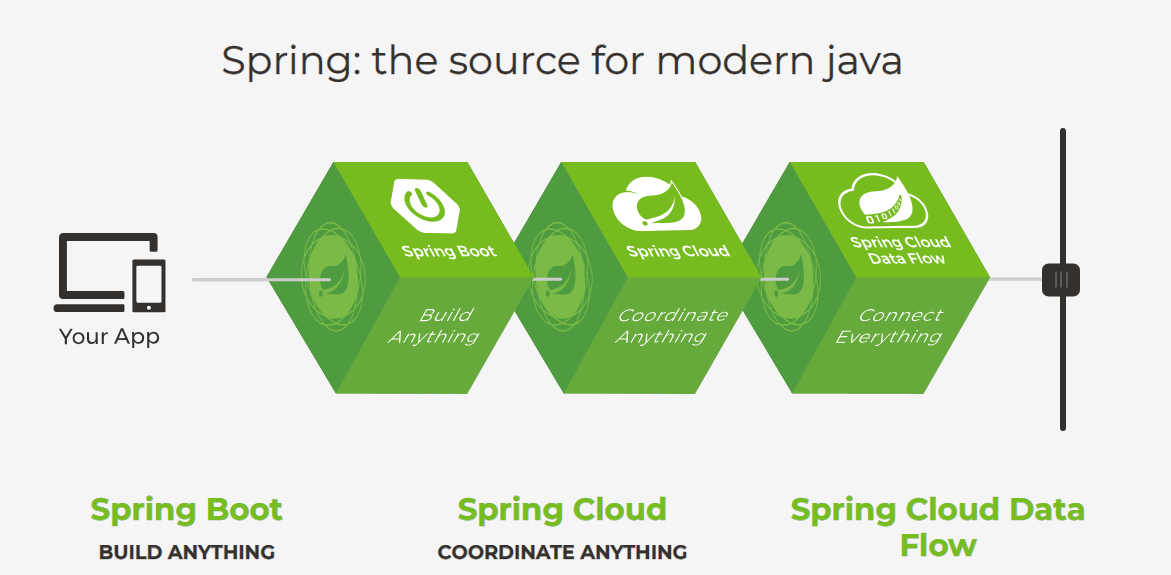 Spring: the source for modern java
Spring Boot
Build
Anything
Spring Cloud
Coordinate
Anything
Spring Cloud
Data Flow
Connect
Everything
Your App
Spring Boot
BUILD ANYTHING
Spring Cloud
COORDINATE ANYTHING
Spring Cloud Data
Flow